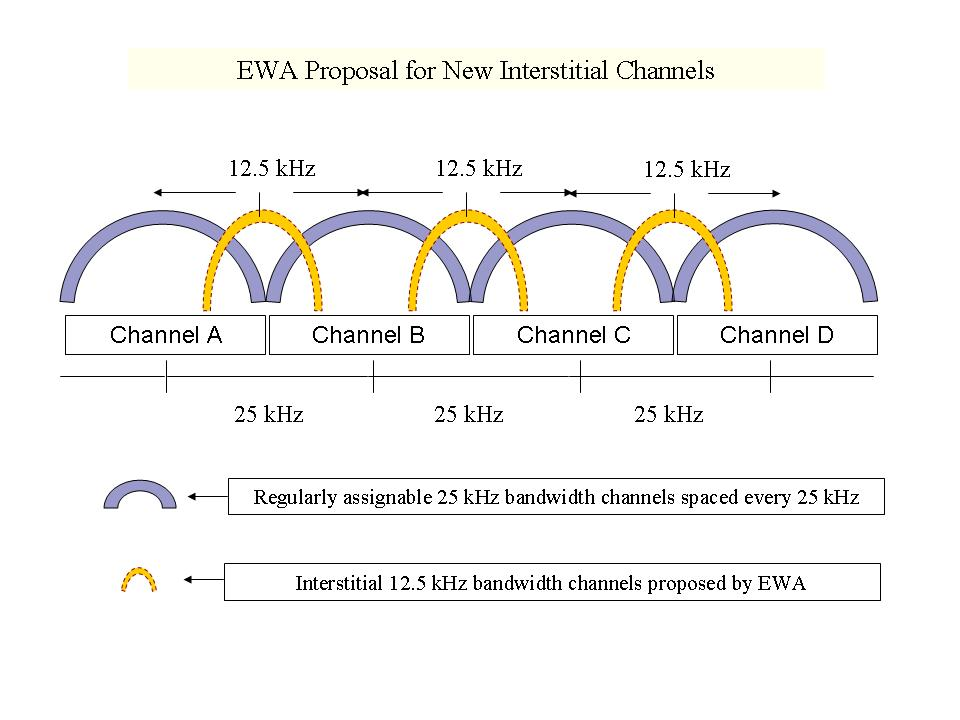 EWA Proposal for New Interstitial Channels
12.5 kHz 12.5 kHz 12.5 kHz
Channel A Channel B Channel C Channel D
25 kHz 25 kHz 25 kHz
Regularly assignable 25 kHz bandwidth channels spaced every 25 kHz
Interstitial 12.5 kHz bandwidth channels proposed by EWA